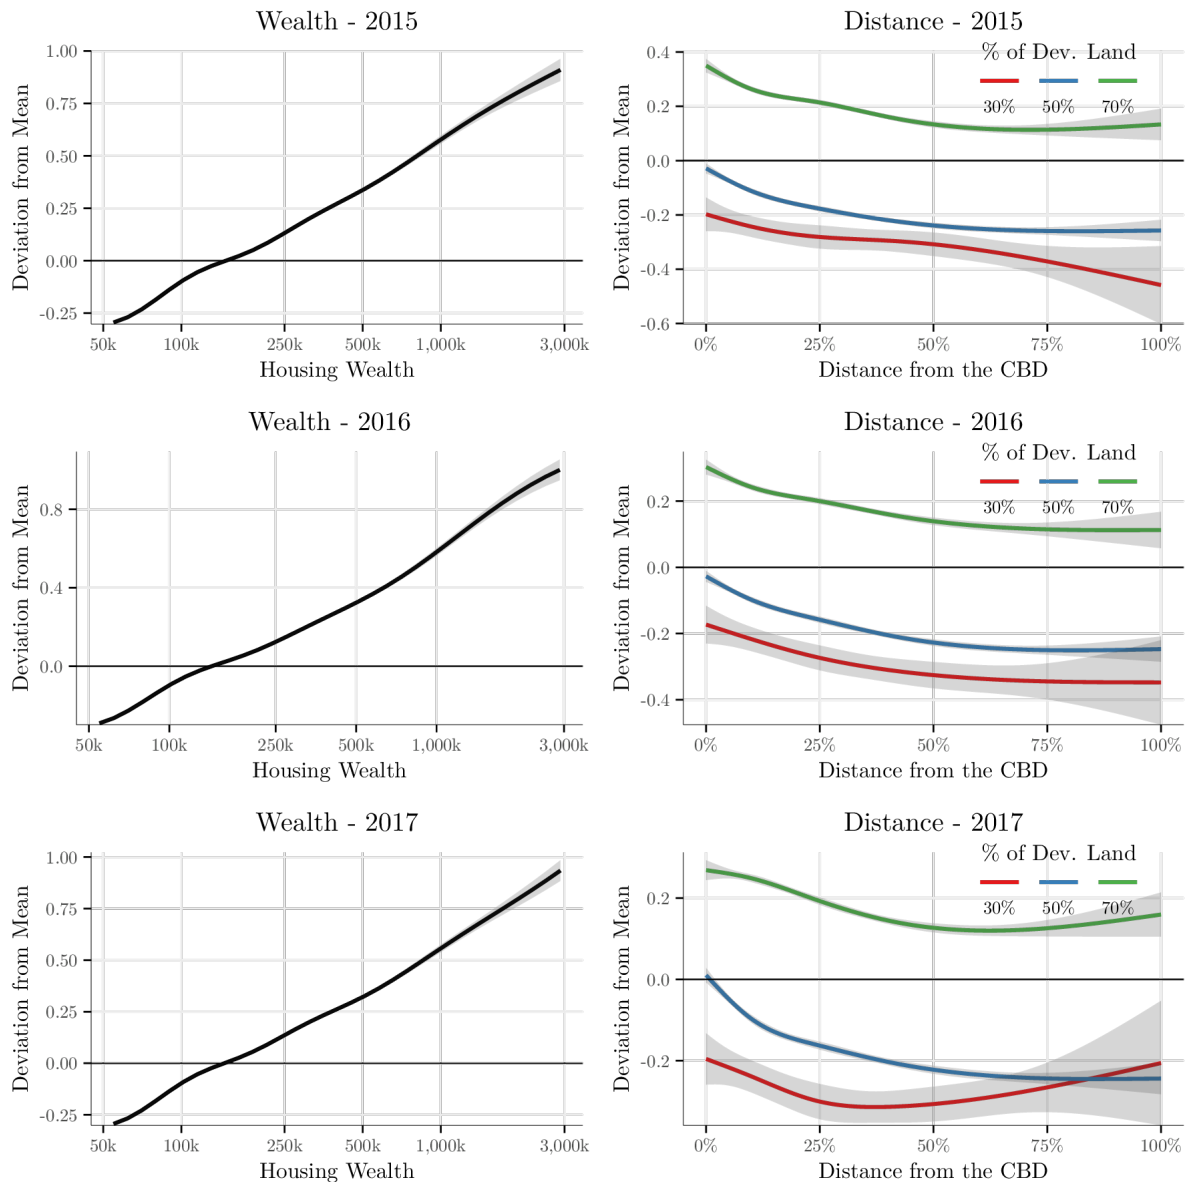 Wealth - 2015
1.00
0.75
0.50
0.25
0.00
-0.25
Deviation from Mean
50k 100k 250k 500k 1,000k 3,000k
Housing Wealth
Distance - 2015
% of Dev. Land
30% 50% 70%
0.4
0.2
0.0
-0.2
-0.4
-0.6
Deviation from Mean
0% 25% 50% 75% 100%
Distance from the CBD
Wealth - 2016
0.8
0.4
0.0
Deviation from Mean
50k 100k 250k 500k 1,000k 3,000k
Housing Wealth
Distance - 2016
% of Dev. Land
30% 50% 70%
0.2
0.0
-0.2
-0.4
Deviation from Mean
0% 25% 50% 75% 100%
Distance from the CBD
Wealth - 2017
1.00
0.75
0.50
0.25
0.00
-0.25
Deviation from Mean
50k 100k 250k 500k 1,000k 3,000k
Housing Wealth
Distance - 2017
% of Dev. Land
30% 50% 70%
0.2
0.0
-0.2
Deviation from Mean
0% 25% 50% 75% 100%
Distance from the CBD